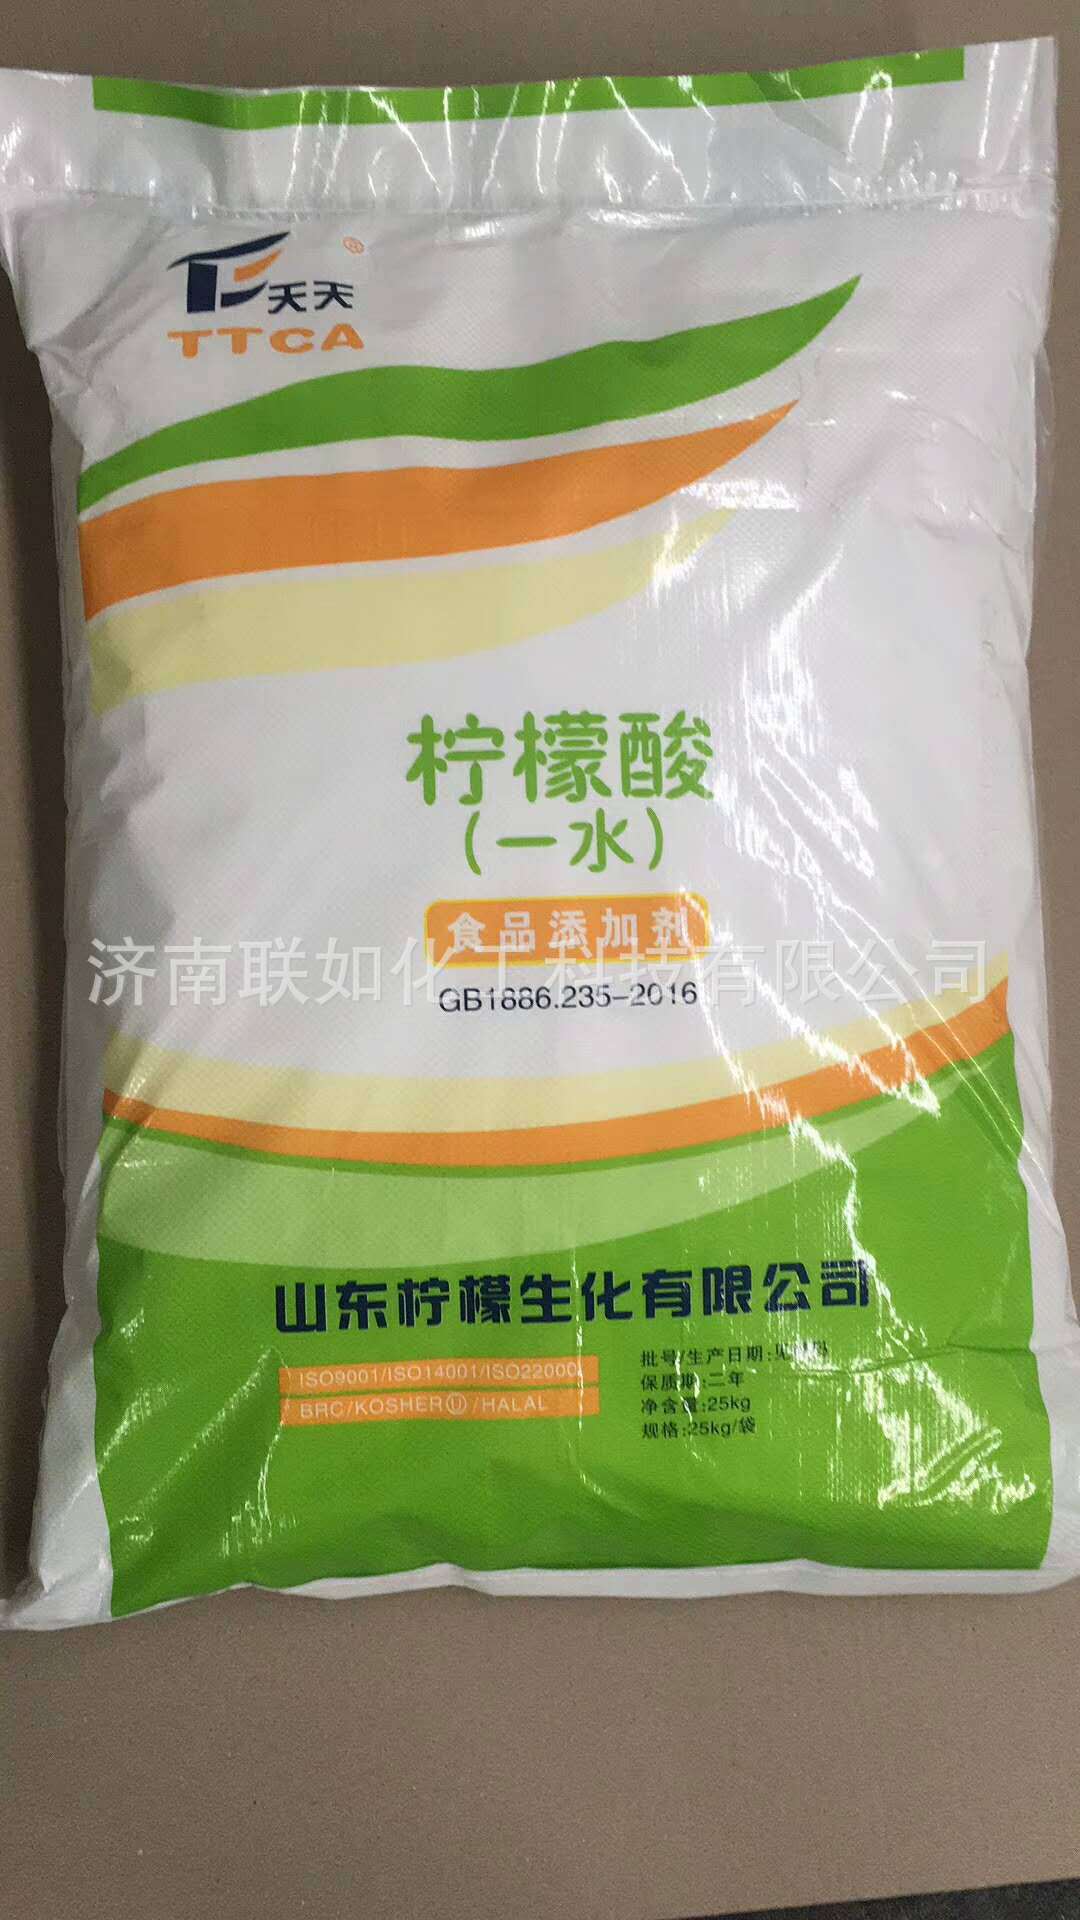 天天®
TTCA
柠檬酸
(一水)
食品添加剂
济南联如化工科技有限公司
GB1886.235-2016
山东柠檬生化有限公司
ISO9001/ISO14001/ISO22000
BRC/KOSHERⓊ/HALAL
批号/生产日期:见
保质期:二年
净含量:25kg
规格:25kg/袋